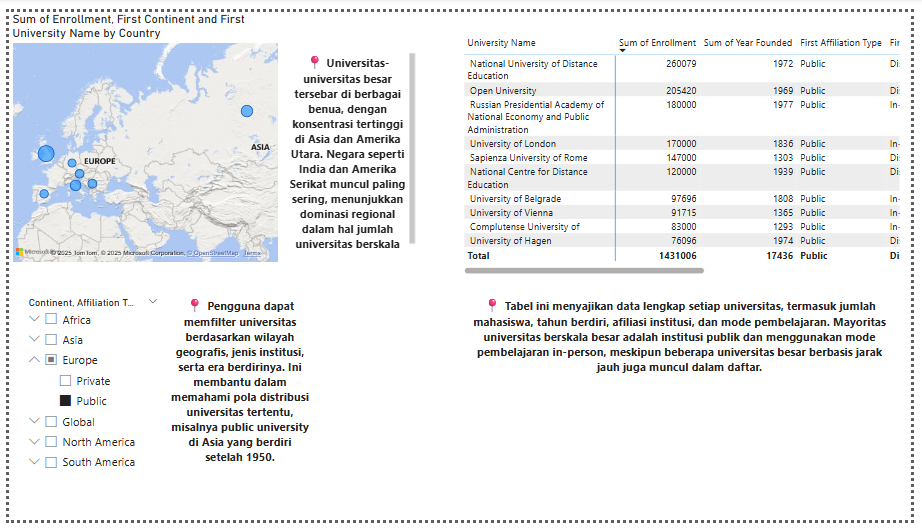 Sum of Enrollment, First Continent and First
University Name by Country
EUROPE
ASIA
Microsoft
© 2025 TomTom, © 2025 Microsoft Corporation, © OpenStreetMap Terms
📍 Universitas-
universitas besar
tersebar di berbagai
benua, dengan
konsentrasi tertinggi
di Asia dan Amerika
Utara. Negara seperti
India dan Amerika
Serikat muncul paling
sering, menunjukkan
dominasi regional
dalam hal jumlah
universitas berskala
University Name Sum of Enrollment Sum of Year Founded First Affiliation Type Fir
National University of Distance
Education 260079 1972 Public Di
Open University 205420 1969 Public Di
Russian Presidential Academy of
National Economy and Public
Administration 180000 1977 Public In-
University of London 170000 1836 Public In-
Sapienza University of Rome 147000 1303 Public Di
National Centre for Distance
Education 120000 1939 Public Di
University of Belgrade 97696 1808 Public In-
University of Vienna 91715 1365 Public In-
Complutense University of 83000 1293 Public In-
University of Hagen 76096 1974 Public Di
Total 1431006 17436 Public Di
Continent, Affiliation T...
Africa
Asia
Europe
Private
Public
Global
North America
South America
📍 Pengguna dapat
memfilter universitas
berdasarkan wilayah
geografis, jenis institusi,
serta era berdirinya. Ini
membantu dalam
memahami pola distribusi
universitas tertentu,
misalnya public university
di Asia yang berdiri
setelah 1950.
📍 Tabel ini menyajikan data lengkap setiap universitas, termasuk jumlah
mahasiswa, tahun berdiri, afiliasi institusi, dan mode pembelajaran. Mayoritas
universitas berskala besar adalah institusi publik dan menggunakan mode
pembelajaran in-person, meskipun beberapa universitas besar berbasis jarak
jauh juga muncul dalam daftar.